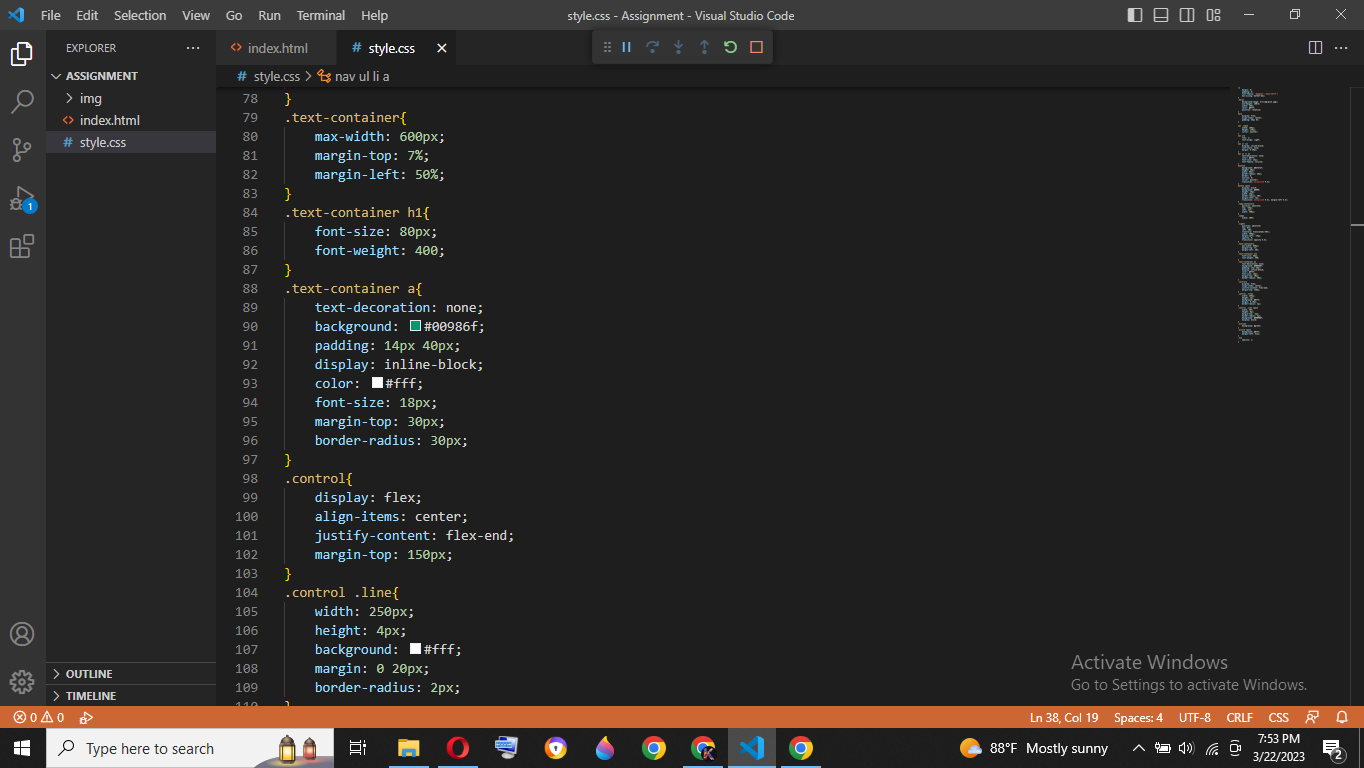 File Edit Selection View Go Run Terminal Help
style.css - Assignment - Visual Studio Code
EXPLORER
ASSIGNMENT
img
index.html
style.css
OUTLINE
TIMELINE
index.html
style.css
style.css > nav ul li a
78 }
79 .text-container{
80 max-width: 600px;
81 margin-top: 7%;
82 margin-left: 50%;
83 }
84 .text-container h1{
85 font-size: 80px;
86 font-weight: 400;
87 }
88 .text-container a{
89 text-decoration: none;
90 background: #00986f;
91 padding: 14px 40px;
92 display: inline-block;
93 color: #fff;
94 font-size: 18px;
95 margin-top: 30px;
96 border-radius: 30px;
97 }
98 .control{
99 display: flex;
100 align-items: center;
101 justify-content: flex-end;
102 margin-top: 150px;
103 }
104 .control .line{
105 width: 250px;
106 height: 4px;
107 background: #fff;
108 margin: 0 20px;
109 border-radius: 2px;
110 }
1
Activate Windows
Go to Settings to activate Windows.
0 0
Ln 38, Col 19 Spaces: 4 UTF-8 CRLF CSS
Type here to search
K
88°F Mostly sunny
7:53 PM
3/22/2023
2